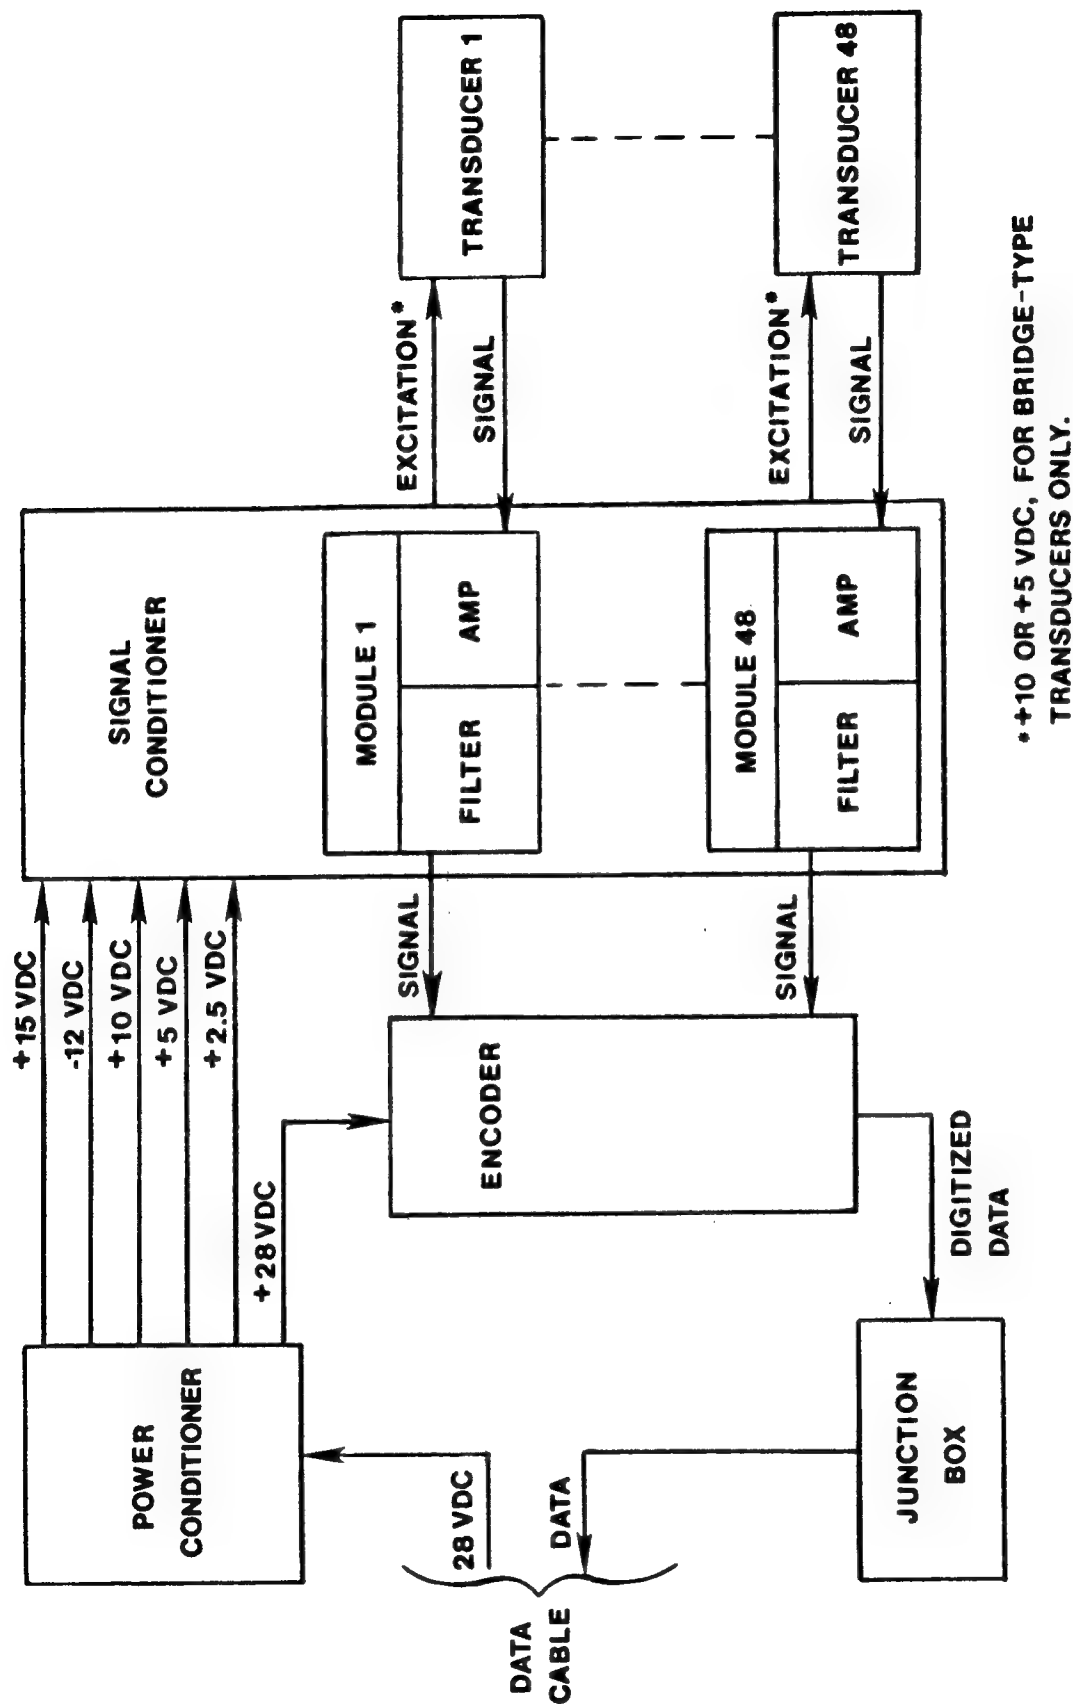 POWER
CONDITIONER
+15 VDC
-12 VDC
+10 VDC
+5 VDC
+2.5 VDC
+28 VDC
SIGNAL
CONDITIONER
MODULE 1
FILTER
AMP
MODULE 48
FILTER
AMP
EXCITATION*
SIGNAL
TRANSDUCER 1
EXCITATION*
SIGNAL
TRANSDUCER 48
SIGNAL
SIGNAL
ENCODER
DIGITIZED
DATA
JUNCTION
BOX
28 VDC
DATA
DATA
CABLE
*+10 OR +5 VDC, FOR BRIDGE-TYPE
TRANSDUCERS ONLY.